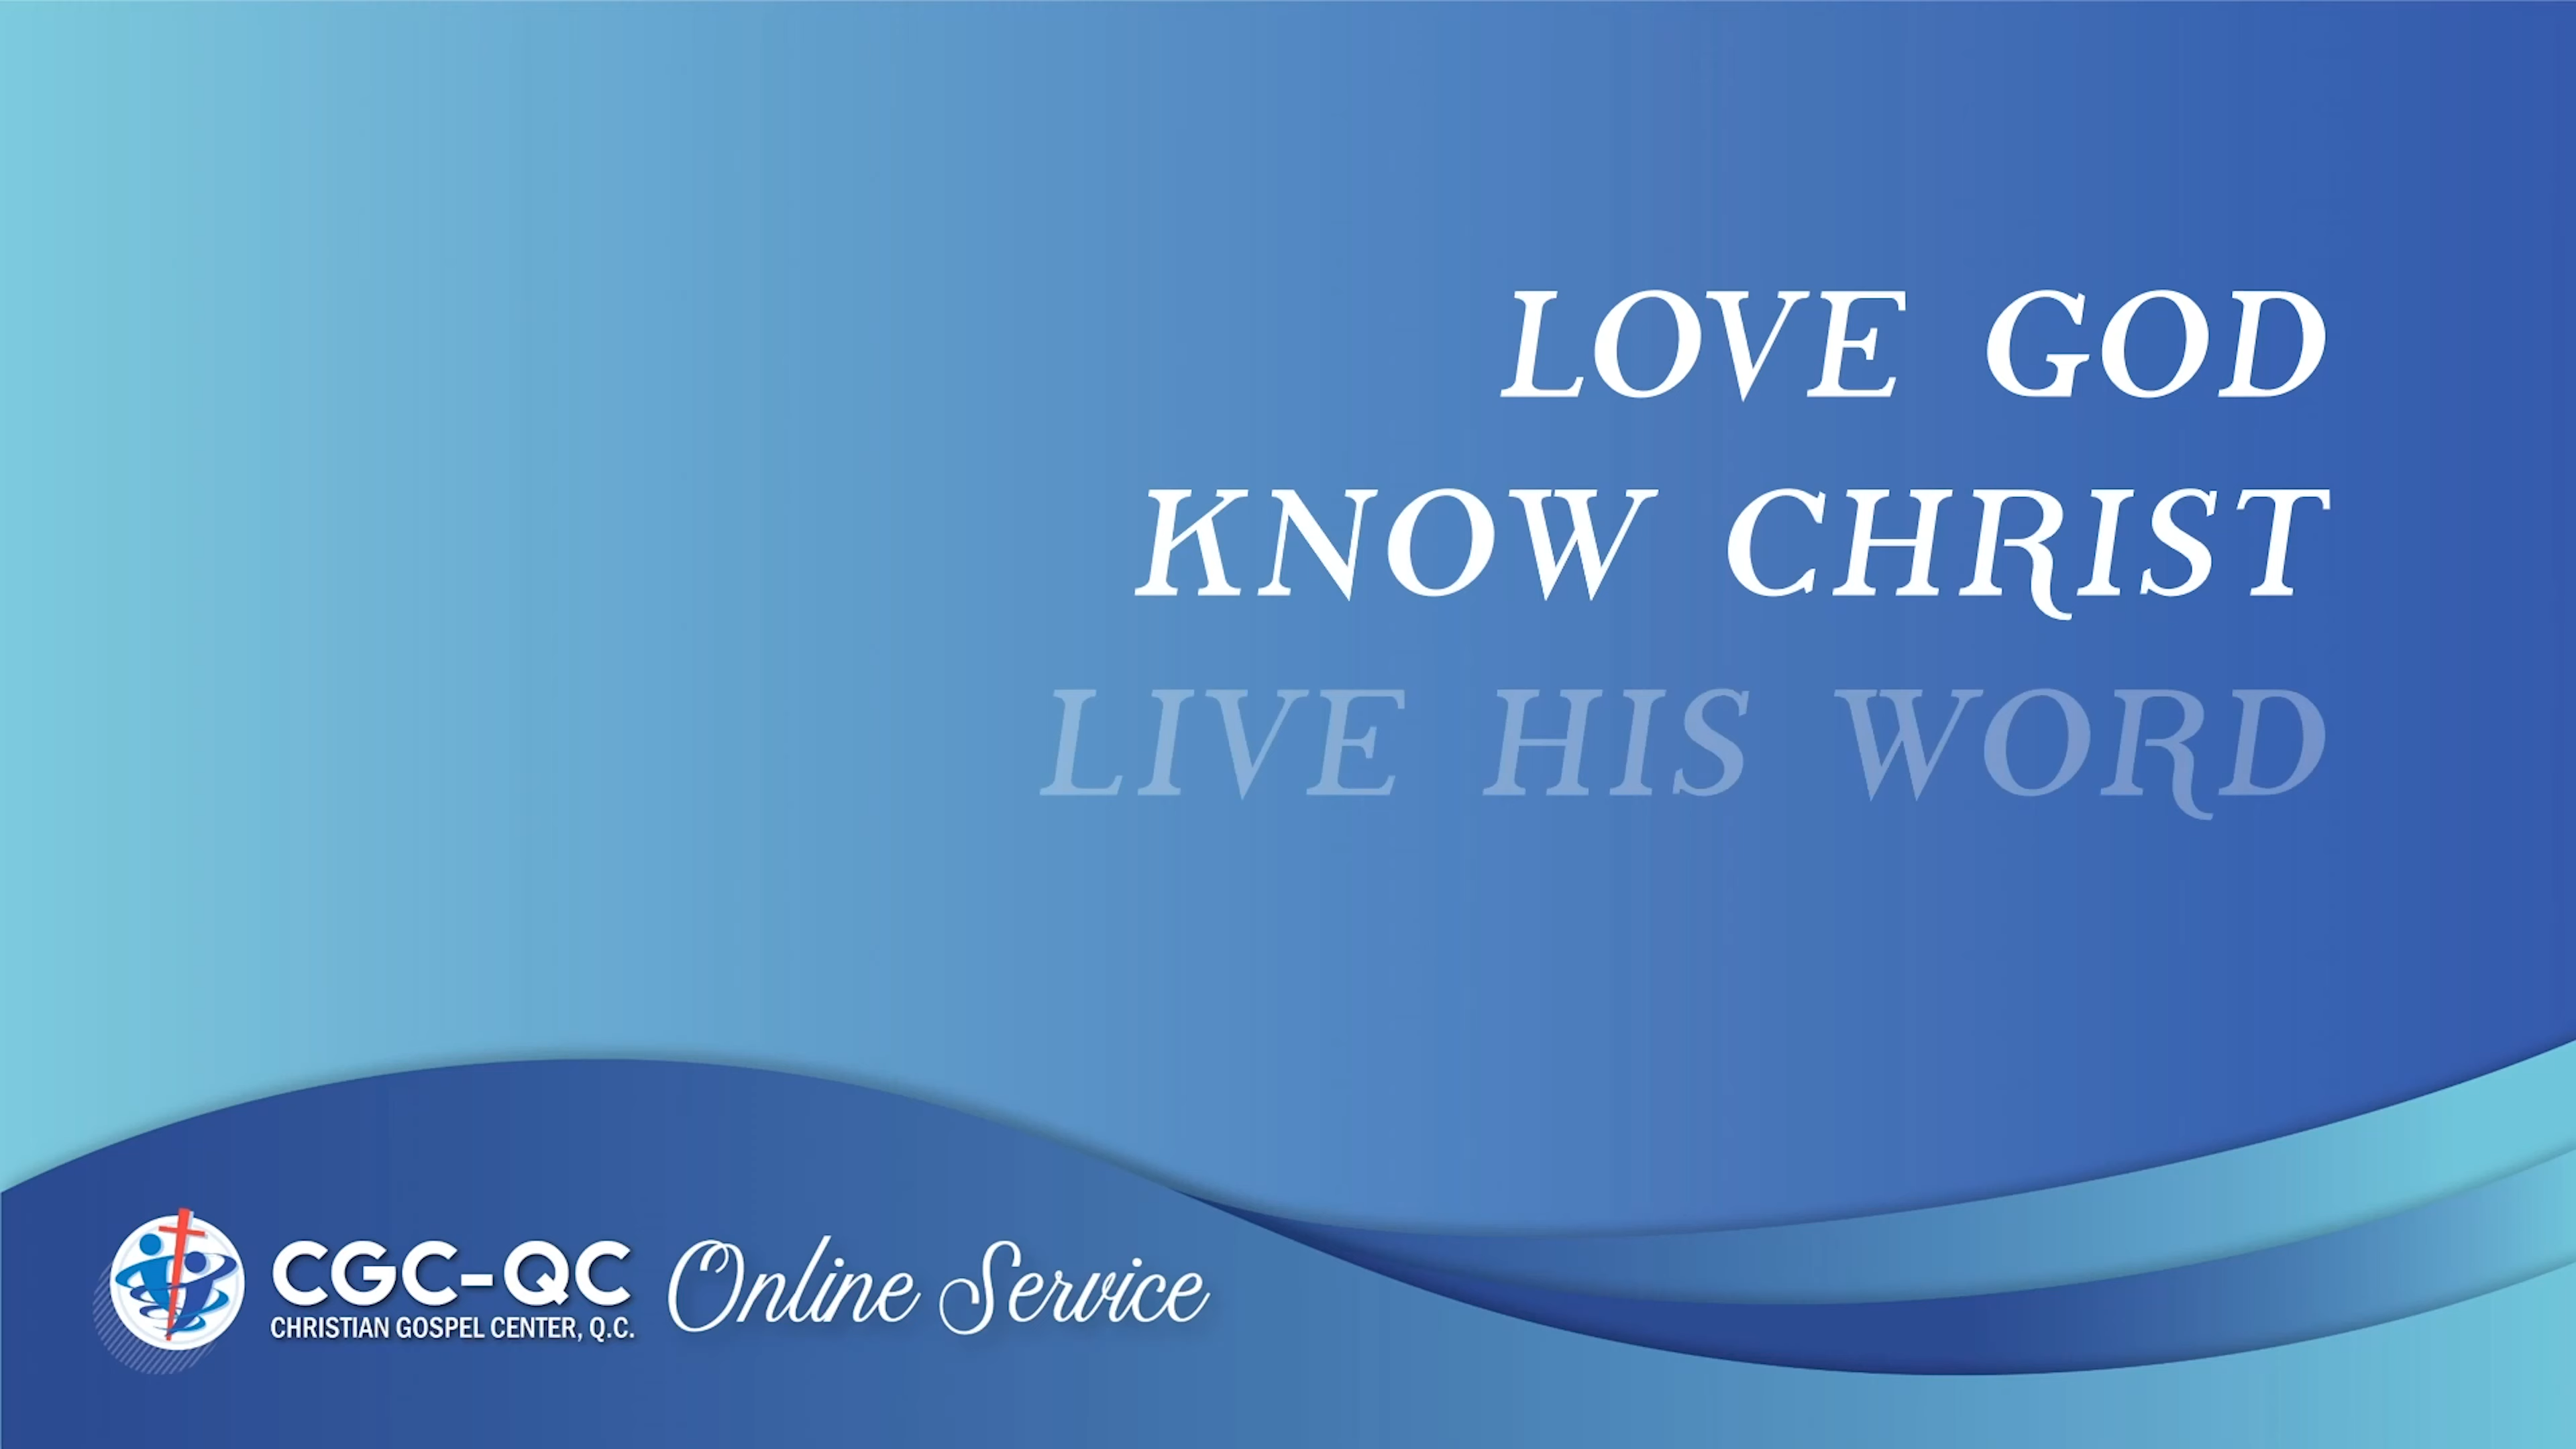 LOVE GOD
KNOW CHRIST
LIVE HIS WORD
CGC-QC
CHRISTIAN GOSPEL CENTER, Q.C.
Online Service